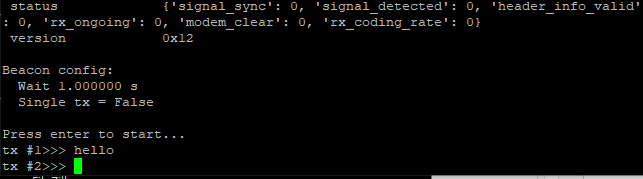 status {'signal_sync': 0, 'signal_detected': 0, 'header_info_valid'
: 0, 'rx_ongoing': 0, 'modem_clear': 0, 'rx_coding_rate': 0}
version 0x12
Beacon config:
Wait 1.000000 s
Single tx = False
Press enter to start...
tx #1>>> hello
tx #2>>>